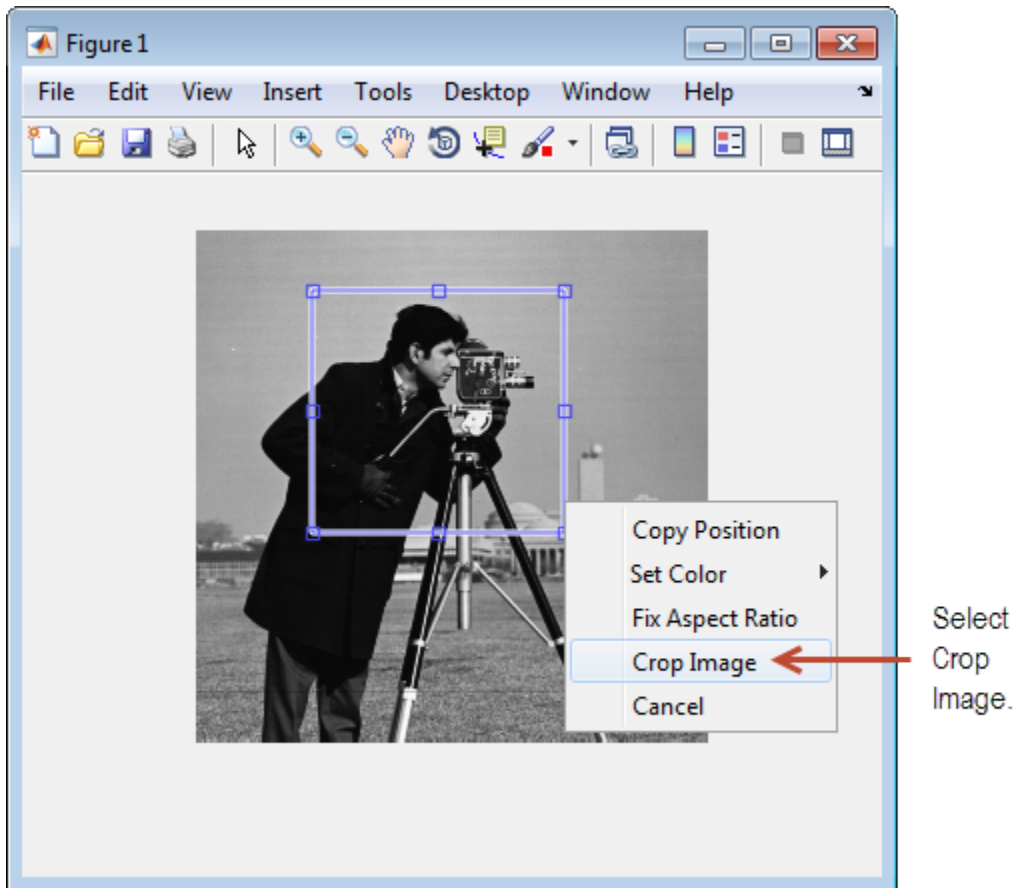 Figure 1
File Edit View Insert Tools Desktop Window Help
Copy Position
Set Color
Fix Aspect Ratio
Crop Image
Cancel
Select
Crop
Image.